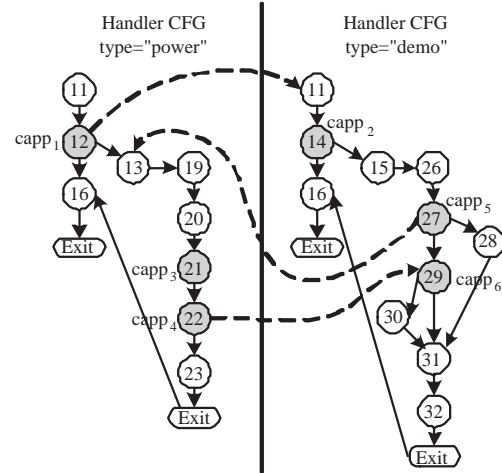 Handler CFG
type="power"
11
capp1
12
13
19
16
20
Exit
21
capp3
capp4
22
23
Exit
Handler CFG
type="demo"
11
capp2
14
15
26
16
27
capp5
28
Exit
29
capp6
30
31
32
Exit